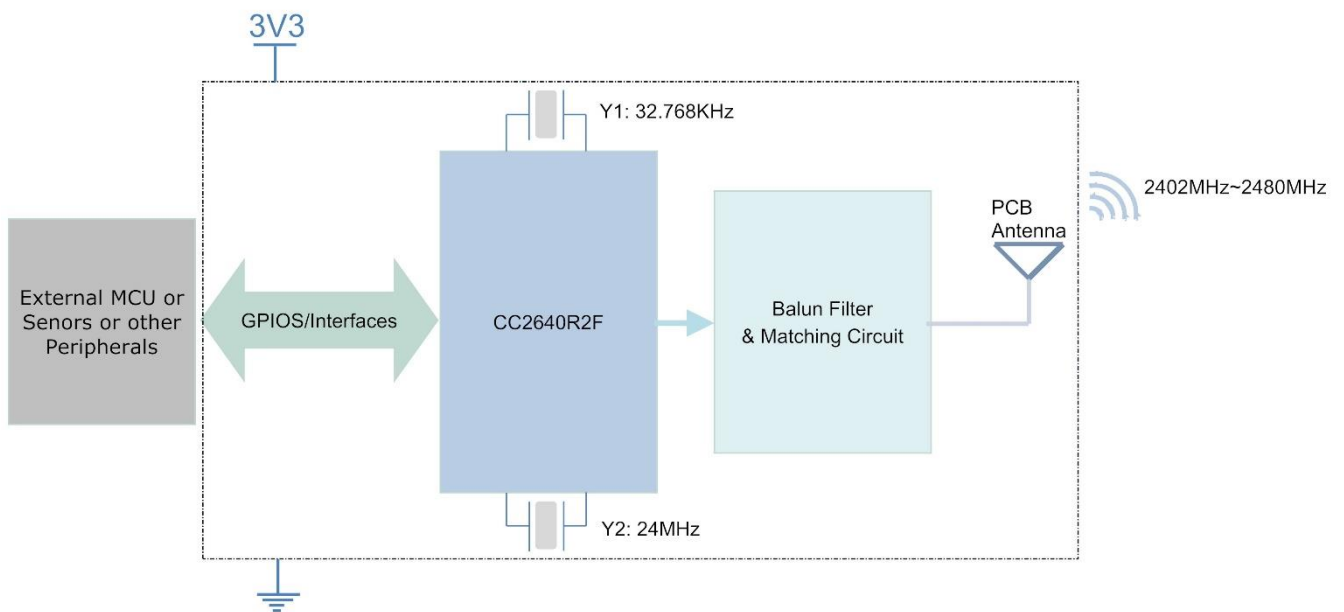 3V3
Y1: 32.768KHz
2402MHz~2480MHz
PCB
Antenna
External MCU or
Senors or other
Peripherals
GPIOS/Interfaces
CC2640R2F
Balun Filter
& Matching Circuit
Y2: 24MHz